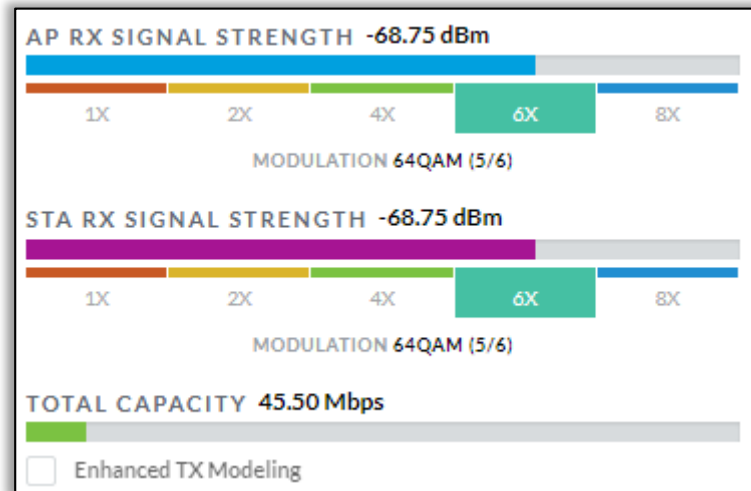 AP RX SIGNAL STRENGTH -68.75 dBm
1X 2X 4X 6X 8X
MODULATION 64QAM (5/6)
STA RX SIGNAL STRENGTH -68.75 dBm
1X 2X 4X 6X 8X
MODULATION 64QAM (5/6)
TOTAL CAPACITY 45.50 Mbps
Enhanced TX Modeling